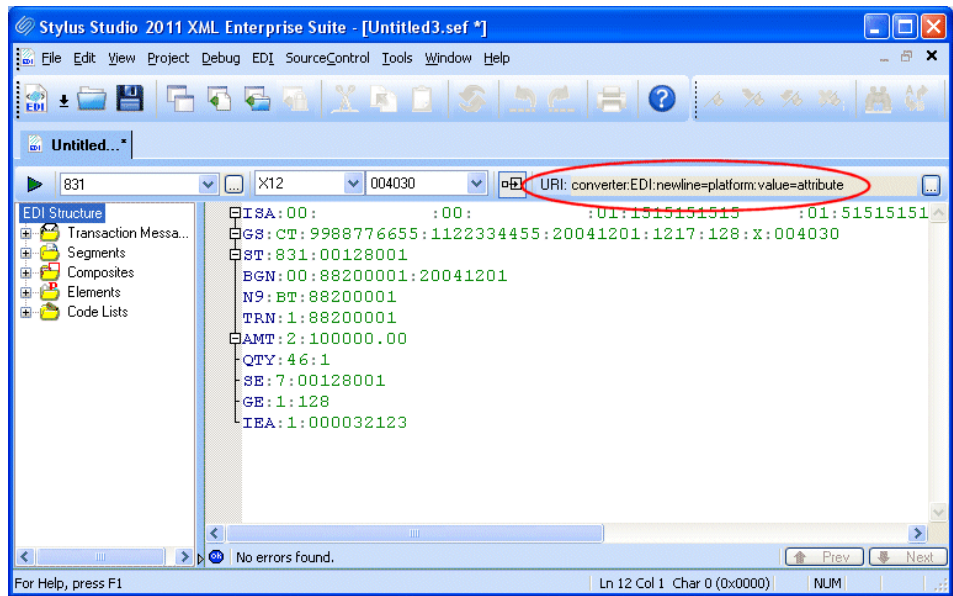 Stylus Studio 2011 XML Enterprise Suite - [Untitled3.sef *]
File Edit View Project Debug EDI SourceControl Tools Window Help
EDI
Untitled...*
831 X12 004030 URI: converter:EDI:newline=platform:value=attribute
EDI Structure
Transaction Messa...
Segments
Composites
Elements
Code Lists
ISA:00: :00: :01:1515151515 :01:51515151
GS:CT:9988776655:1122334455:20041201:1217:128:X:004030
ST:831:00128001
BGN:00:88200001:20041201
N9:BT:88200001
TRN:1:88200001
AMT:2:100000.00
QTY:46:1
SE:7:00128001
GE:1:128
IEA:1:000032123
ok No errors found. Prev Next
For Help, press F1 Ln 12 Col 1 Char 0 (0x0000) NUM